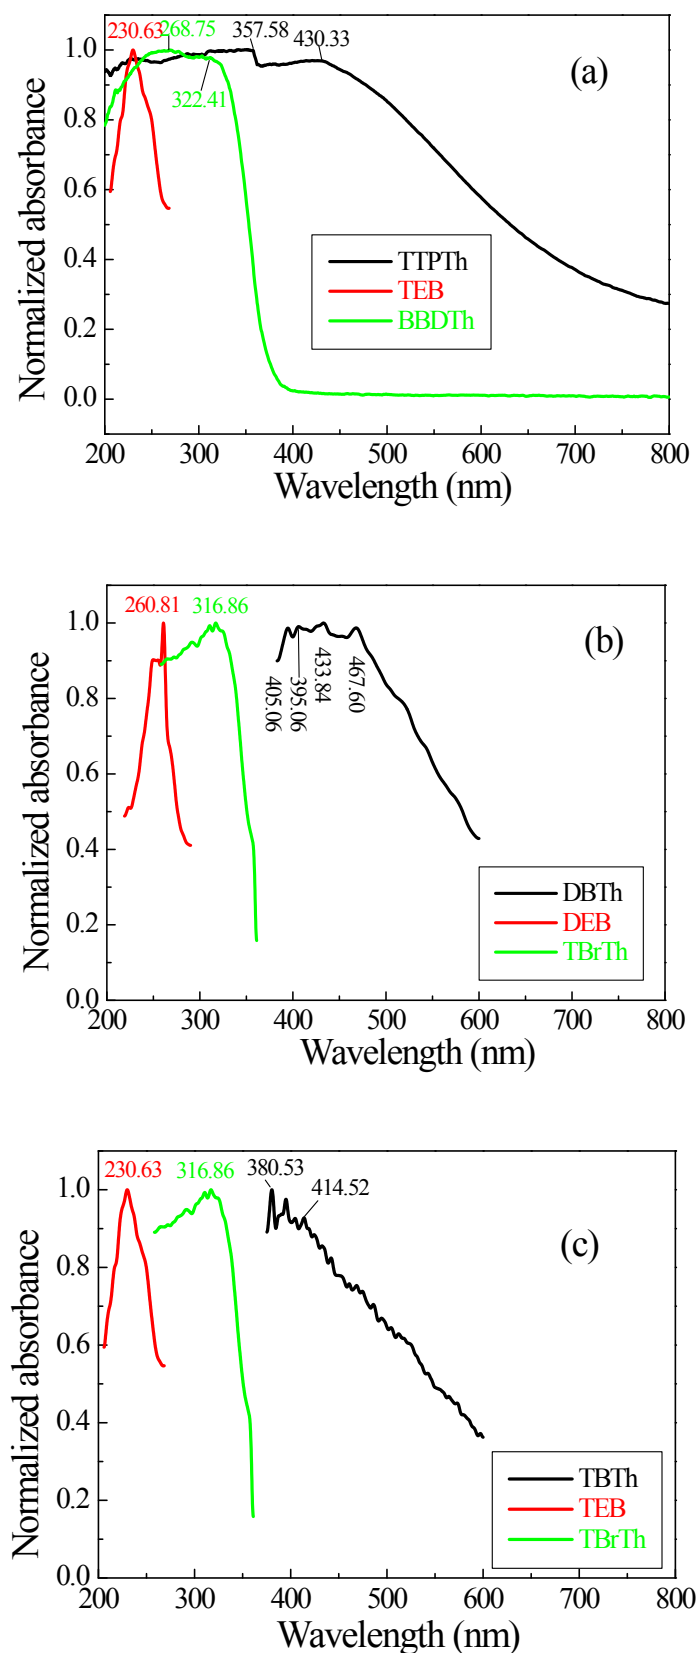 230.63 268.75 357.58 430.33
322.41
(a)
Normalized absorbance
1.0
0.8
0.6
0.4
0.2
0.0
TTPTh
TEB
BBDTh
200 300 400 500 600 700 800
Wavelength (nm)
260.81 316.86
(b)
405.06
395.06
433.84
467.60
Normalized absorbance
1.0
0.8
0.6
0.4
0.2
0.0
DBTh
DEB
TBrTh
200 300 400 500 600 700 800
Wavelength (nm)
230.63 316.86 380.53
414.52
(c)
Normalized absorbance
1.0
0.8
0.6
0.4
0.2
0.0
TBTh
TEB
TBrTh
200 300 400 500 600 700 800
Wavelength (nm)